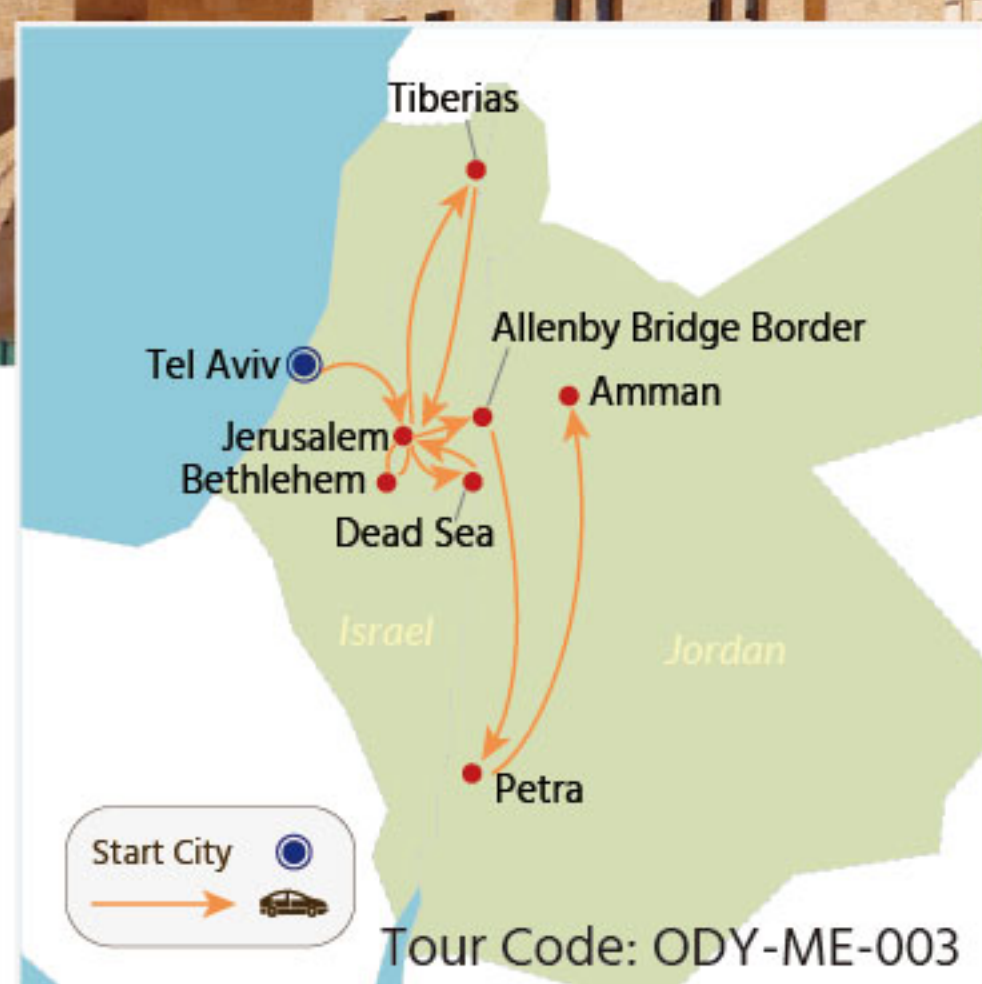 Tiberias
Allenby Bridge Border
Tel Aviv
Amman
Jerusalem
Bethlehem
Dead Sea
Israel
Jordan
Petra
Start City
Tour Code: ODY-ME-003